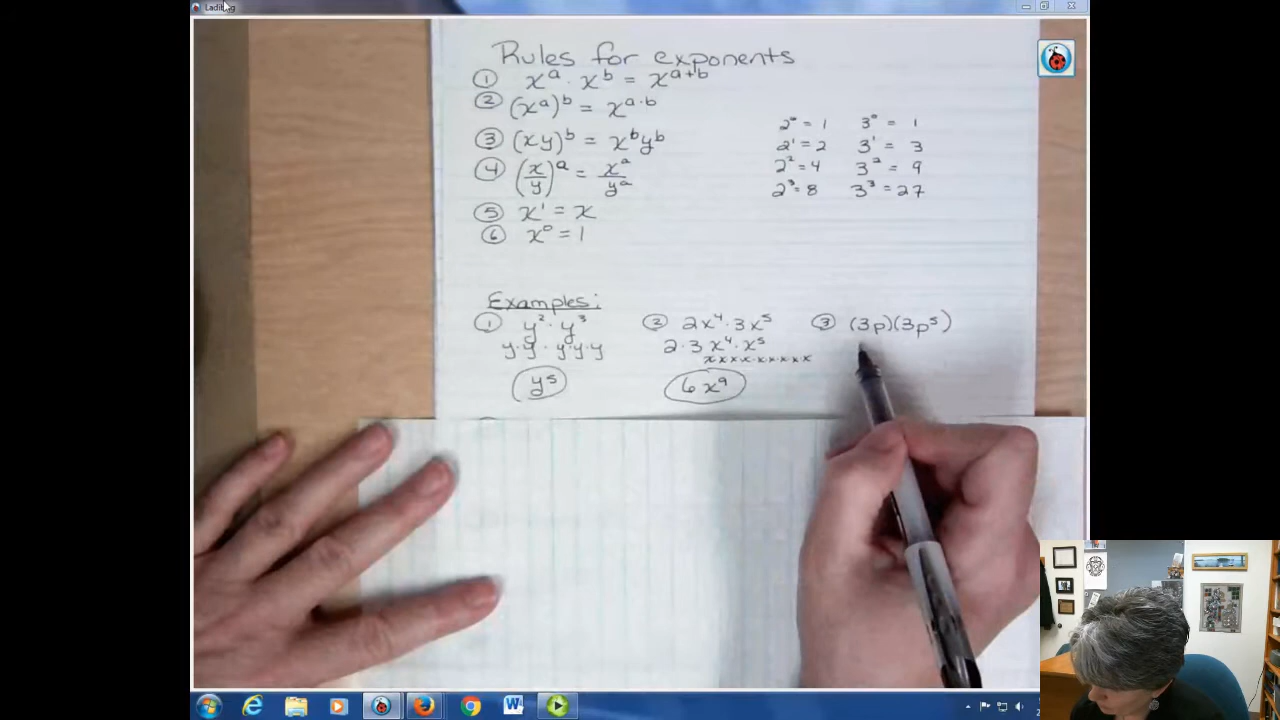 Ladibug
Rules for exponents
① x^a · x^b = x^(a+b)
② (x^a)^b = x^(a·b)
③ (xy)^b = x^b y^b
④ (x/y)^a = x^a/y^a
⑤ x^1 = x
⑥ x^0 = 1
2^0 = 1 3^0 = 1
2^1 = 2 3^1 = 3
2^2 = 4 3^2 = 9
2^3 = 8 3^3 = 27
Examples:
① y^2 · y^3
y·y · y·y·y
y^5
② 2x^4 · 3x^5
2·3 x^4 · x^5
x·x·x·x·x·x·x·x·x
6x^9
③ (3p)(3p^5)